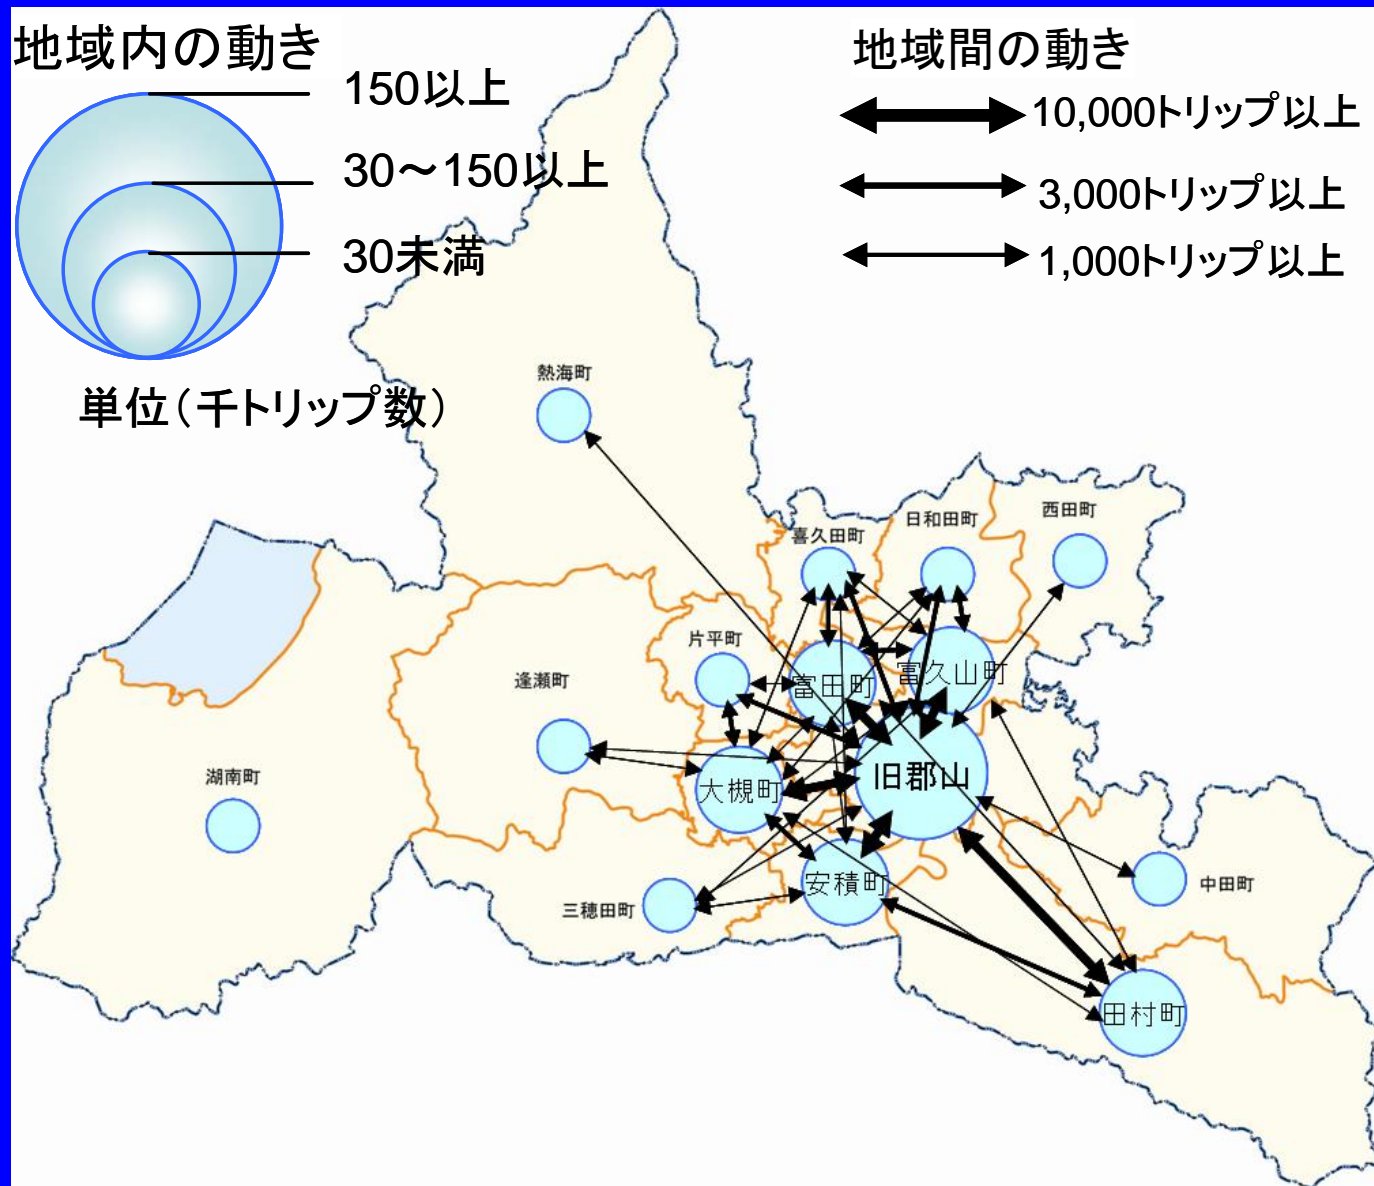 地域内の動き
150以上
30～150以上
30未満
単位（千トリップ数）
地域間の動き
10,000トリップ以上
3,000トリップ以上
1,000トリップ以上
熱海町
喜久田町
日和田町
西田町
片平町
逢瀬町
富田町
富久山町
湖南町
大槻町
旧郡山
三穂田町
安積町
中田町
田村町